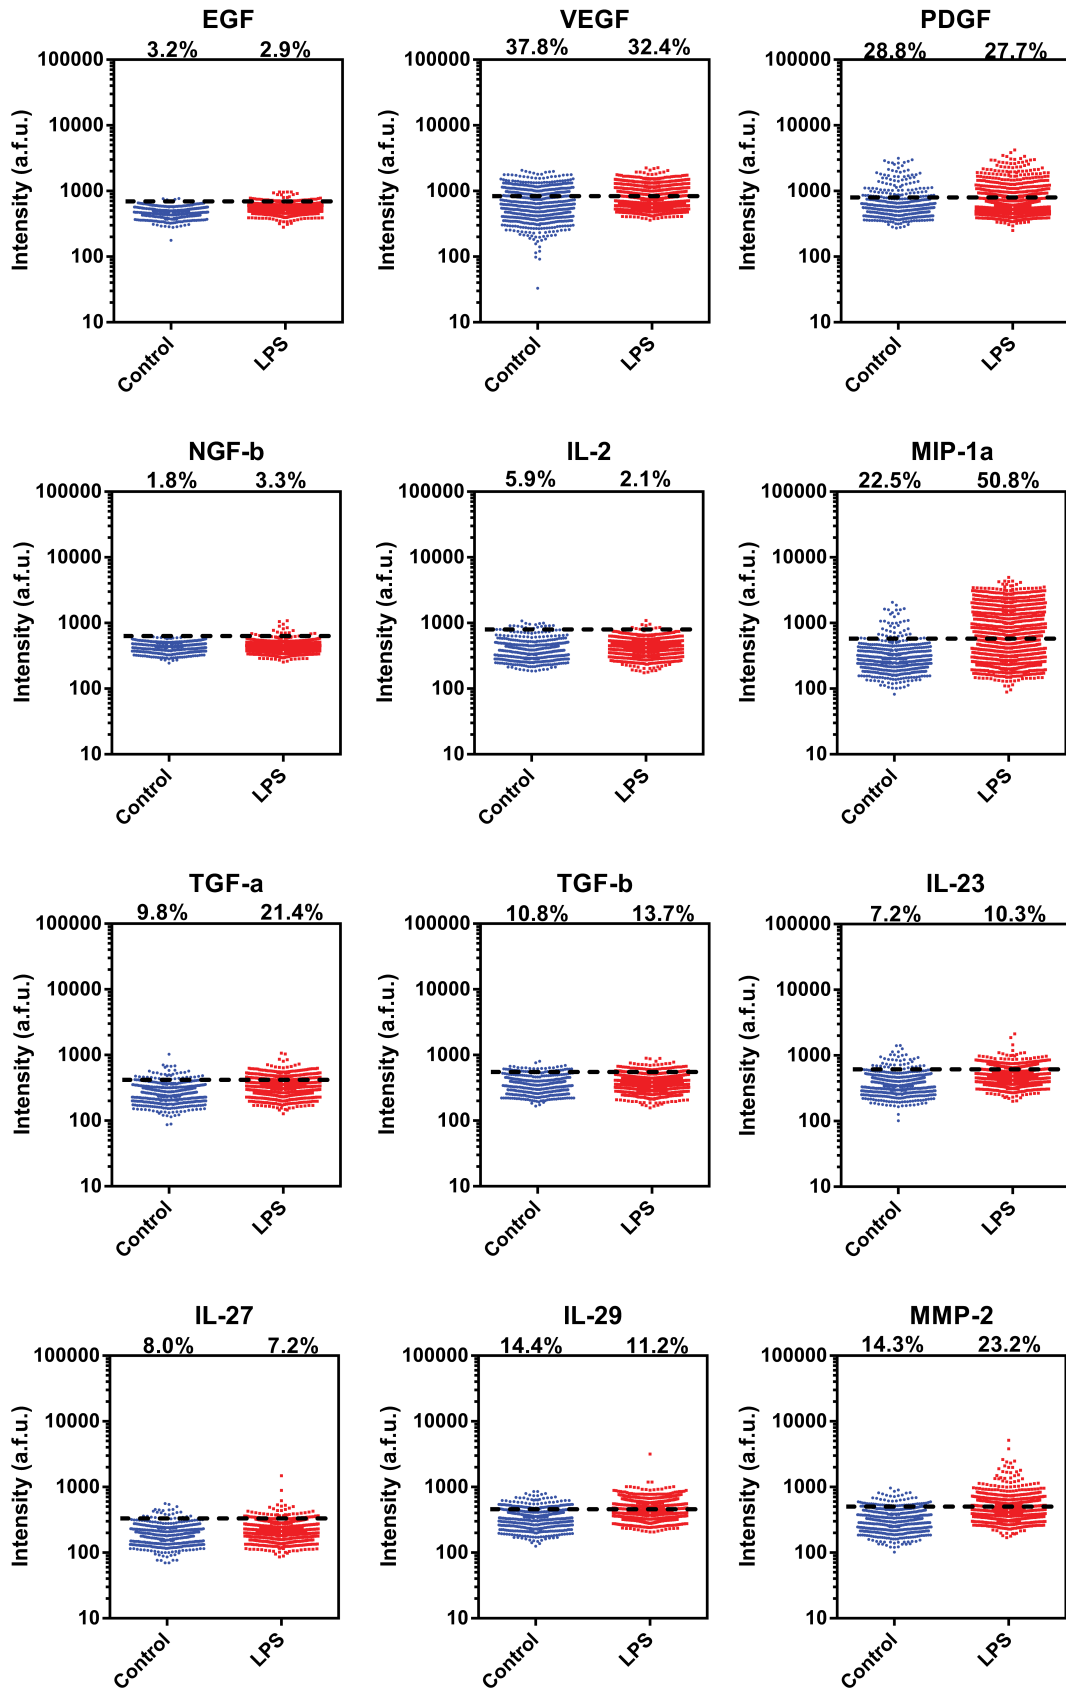 EGF
3.2% 2.9%
100000
10000
1000
100
10
Intensity (a.f.u.)
Control LPS
VEGF
37.8% 32.4%
100000
10000
1000
100
10
Intensity (a.f.u.)
Control LPS
PDGF
28.8% 27.7%
100000
10000
1000
100
10
Intensity (a.f.u.)
Control LPS
NGF-b
1.8% 3.3%
100000
10000
1000
100
10
Intensity (a.f.u.)
Control LPS
IL-2
5.9% 2.1%
100000
10000
1000
100
10
Intensity (a.f.u.)
Control LPS
MIP-1a
22.5% 50.8%
100000
10000
1000
100
10
Intensity (a.f.u.)
Control LPS
TGF-a
9.8% 21.4%
100000
10000
1000
100
10
Intensity (a.f.u.)
Control LPS
TGF-b
10.8% 13.7%
100000
10000
1000
100
10
Intensity (a.f.u.)
Control LPS
IL-23
7.2% 10.3%
100000
10000
1000
100
10
Intensity (a.f.u.)
Control LPS
IL-27
8.0% 7.2%
100000
10000
1000
100
10
Intensity (a.f.u.)
Control LPS
IL-29
14.4% 11.2%
100000
10000
1000
100
10
Intensity (a.f.u.)
Control LPS
MMP-2
14.3% 23.2%
100000
10000
1000
100
10
Intensity (a.f.u.)
Control LPS